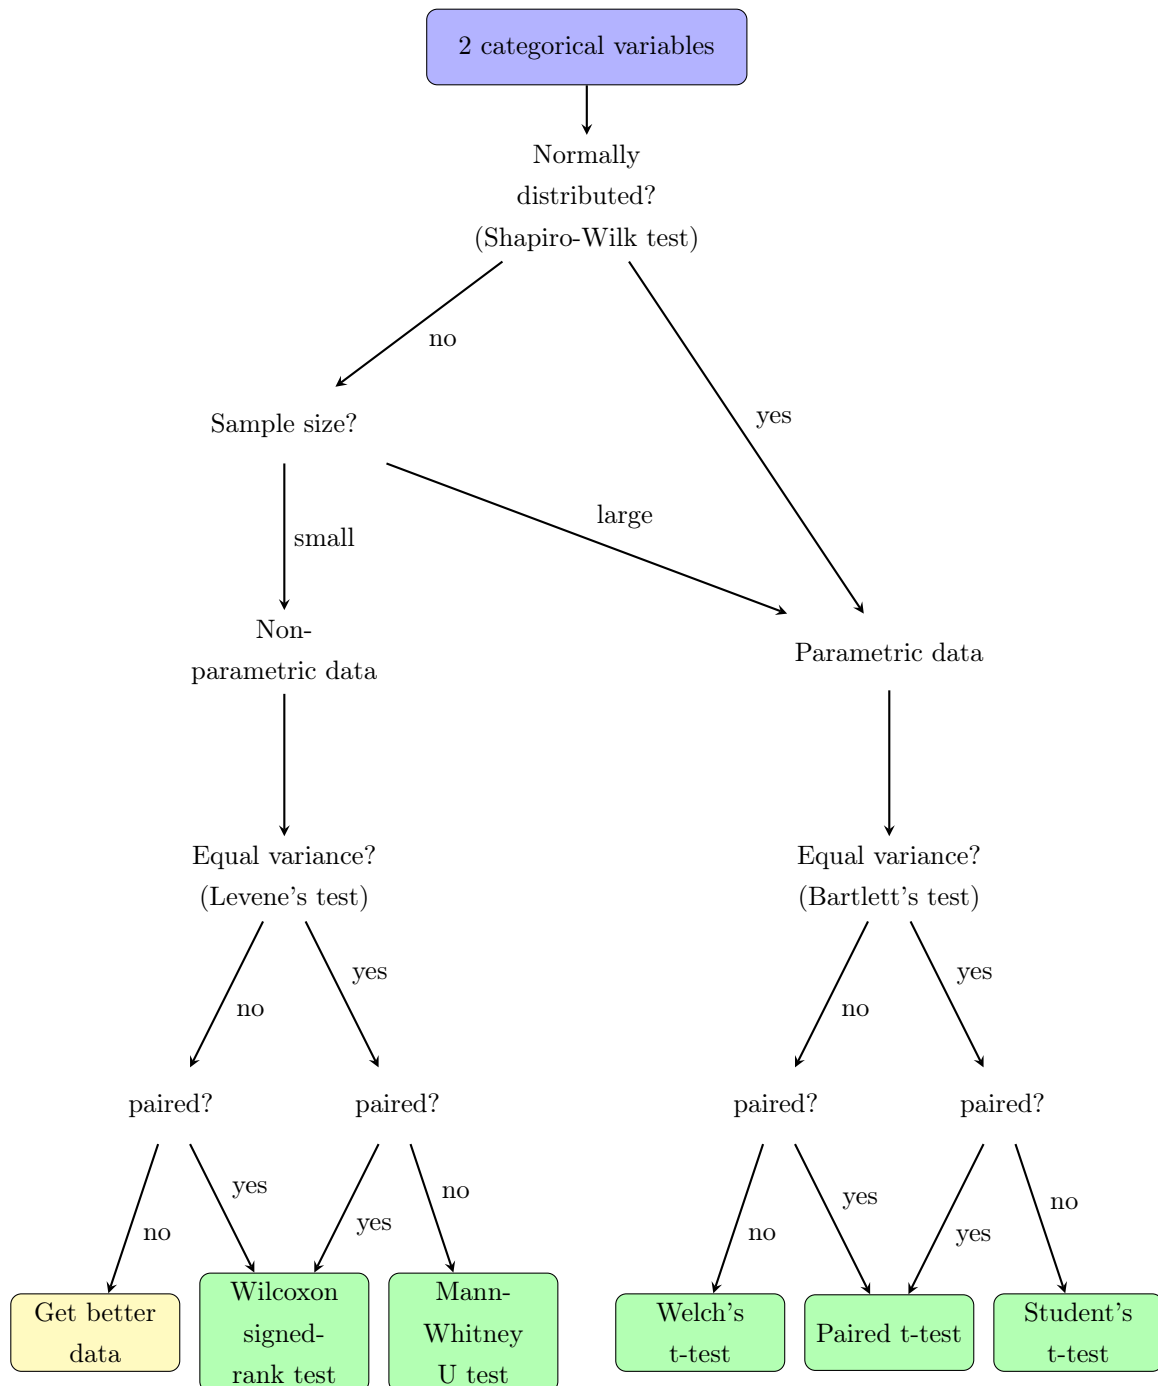 2 categorical variables
Normally
distributed?
(Shapiro-Wilk test)
no
yes
Sample size?
large
small
Non-
parametric data
Parametric data
Equal variance?
(Levene's test)
Equal variance?
(Bartlett's test)
no
yes
no
yes
paired?
paired?
paired?
paired?
no
yes
yes
no
no
yes
yes
no
Get better
data
Wilcoxon
signed-
rank test
Mann-
Whitney
U test
Welch's
t-test
Paired t-test
Student's
t-test